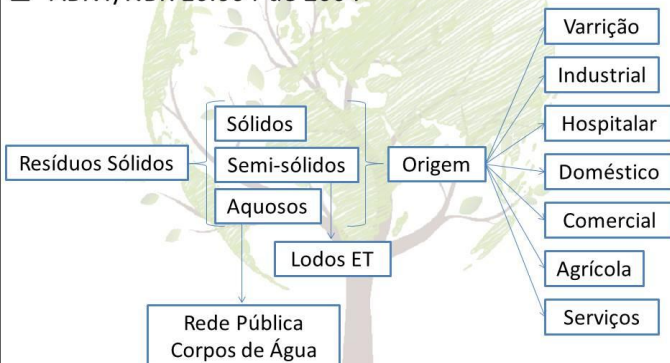 Resíduos Sólidos
Sólidos
Semi-sólidos
Aquosos
Lodos ET
Rede Pública
Corpos de Água
Origem
Varrição
Industrial
Hospitalar
Doméstico
Comercial
Agrícola
Serviços